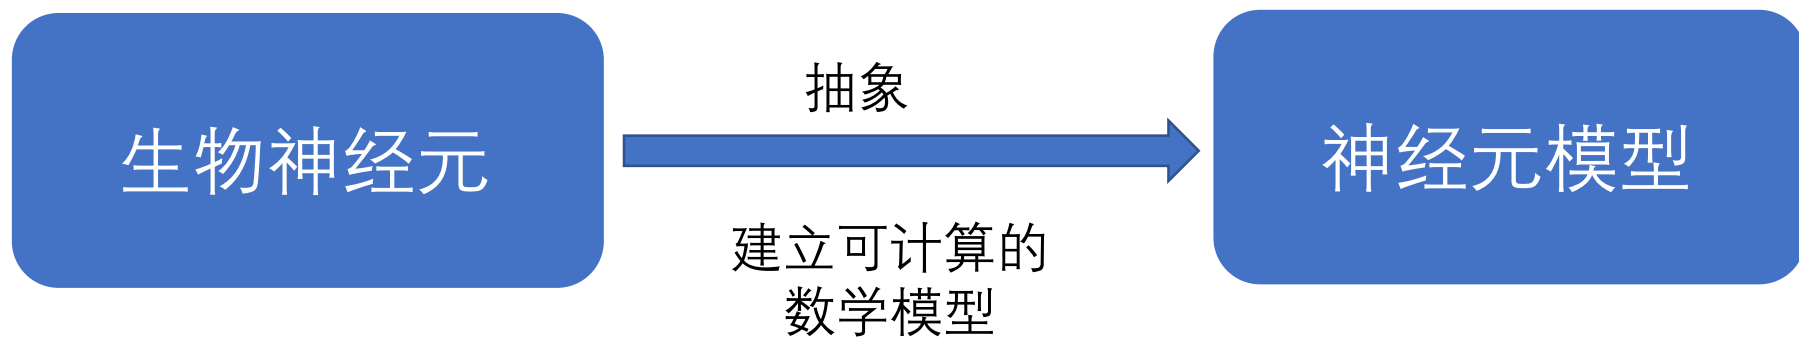 生物神经元
抽象
建立可计算的
数学模型
神经元模型